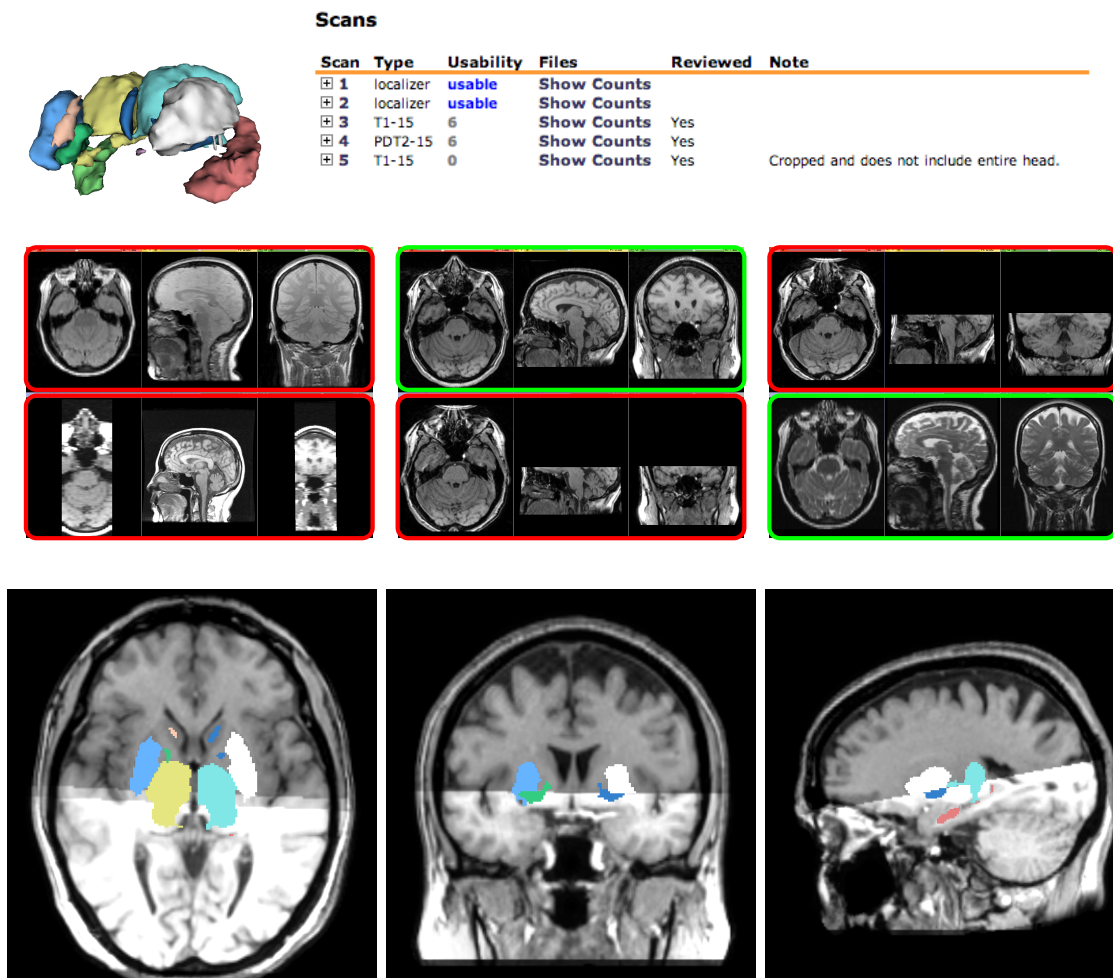 Scans
Scan Type Usability Files Reviewed Note
1 localizer usable Show Counts
2 localizer usable Show Counts
3 T1-15 6 Show Counts Yes
4 PDT2-15 6 Show Counts Yes
5 T1-15 0 Show Counts Yes Cropped and does not include entire head.